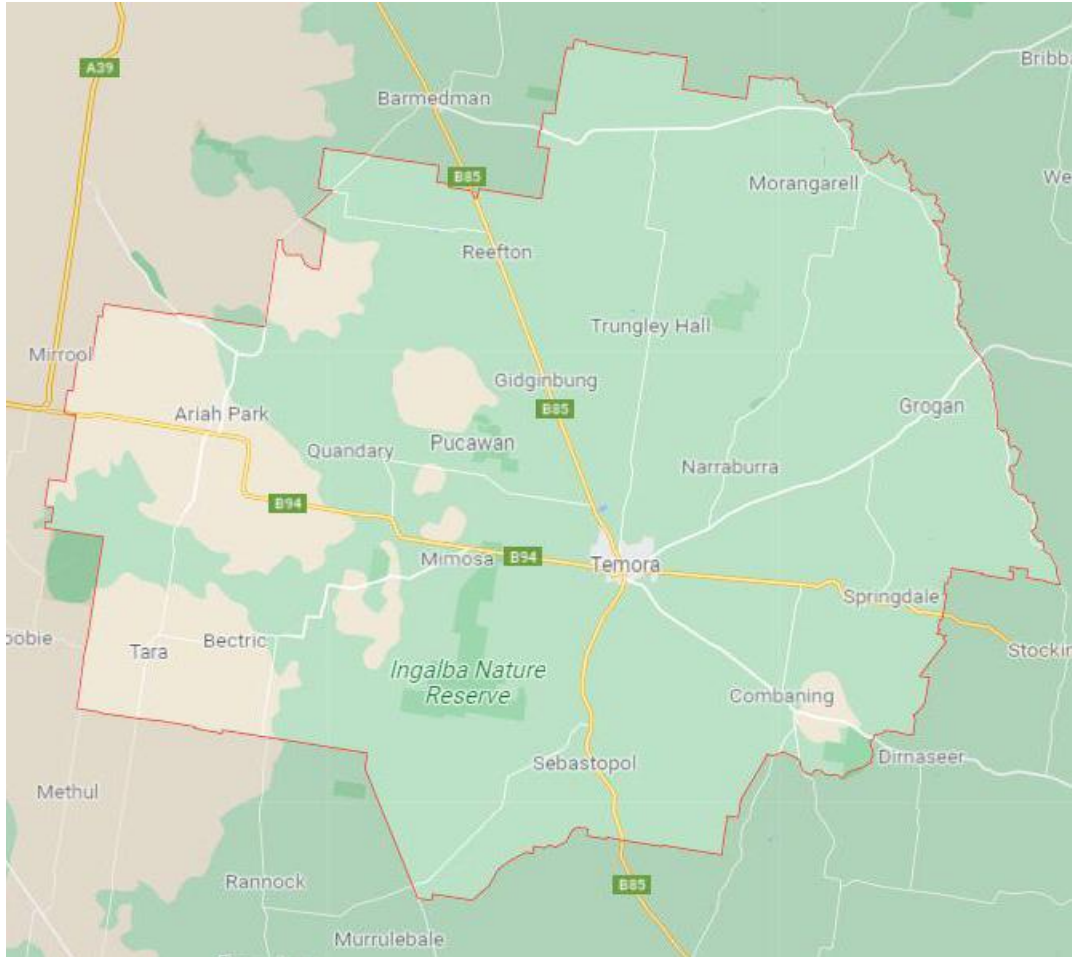 A39
Bribba
Barmedman
B85
Morangarell
We
Reefton
Trungley Hall
Mirrool
Gidginbung
Ariah Park
B85
Grogan
Quandary
Pucawan
Narraburra
B94
Mimosa
B94
Temora
Springdale
oobie
Tara
Bectric
Stockin
Ingalba Nature
Reserve
Combaning
Sebastopol
Dirnaseer
Methul
Rannock
B85
Murrulebale